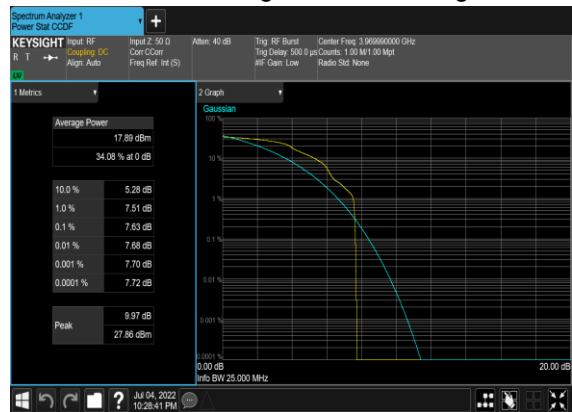 Spectrum Analyzer 1
Power Stat CCDF
KEYSIGHT
R T
Input: RF
Coupling: DC
Align: Auto
Input Z: 50 Ω
Corr CCorr
Freq Ref: Int (S)
Atten: 40 dB
Trig: RF Burst
Trig Delay: 500.0 µs
#IF Gain: Low
Center Freq: 3.969990000 GHz
Counts: 1.00 M/1.00 Mpt
Radio Std: None
1 Metrics
Average Power
17.89 dBm
34.08 % at 0 dB
10.0 % 5.28 dB
1.0 % 7.51 dB
0.1 % 7.63 dB
0.01 % 7.68 dB
0.001 % 7.70 dB
0.0001 % 7.72 dB
Peak
9.97 dB
27.86 dBm
2 Graph
Gaussian
100 %
10 %
1 %
0.1 %
0.01 %
0.001 %
0.0001 %
0.00 dB 20.00 dB
Info BW 25.000 MHz
Jul 04, 2022
10:28:41 PM